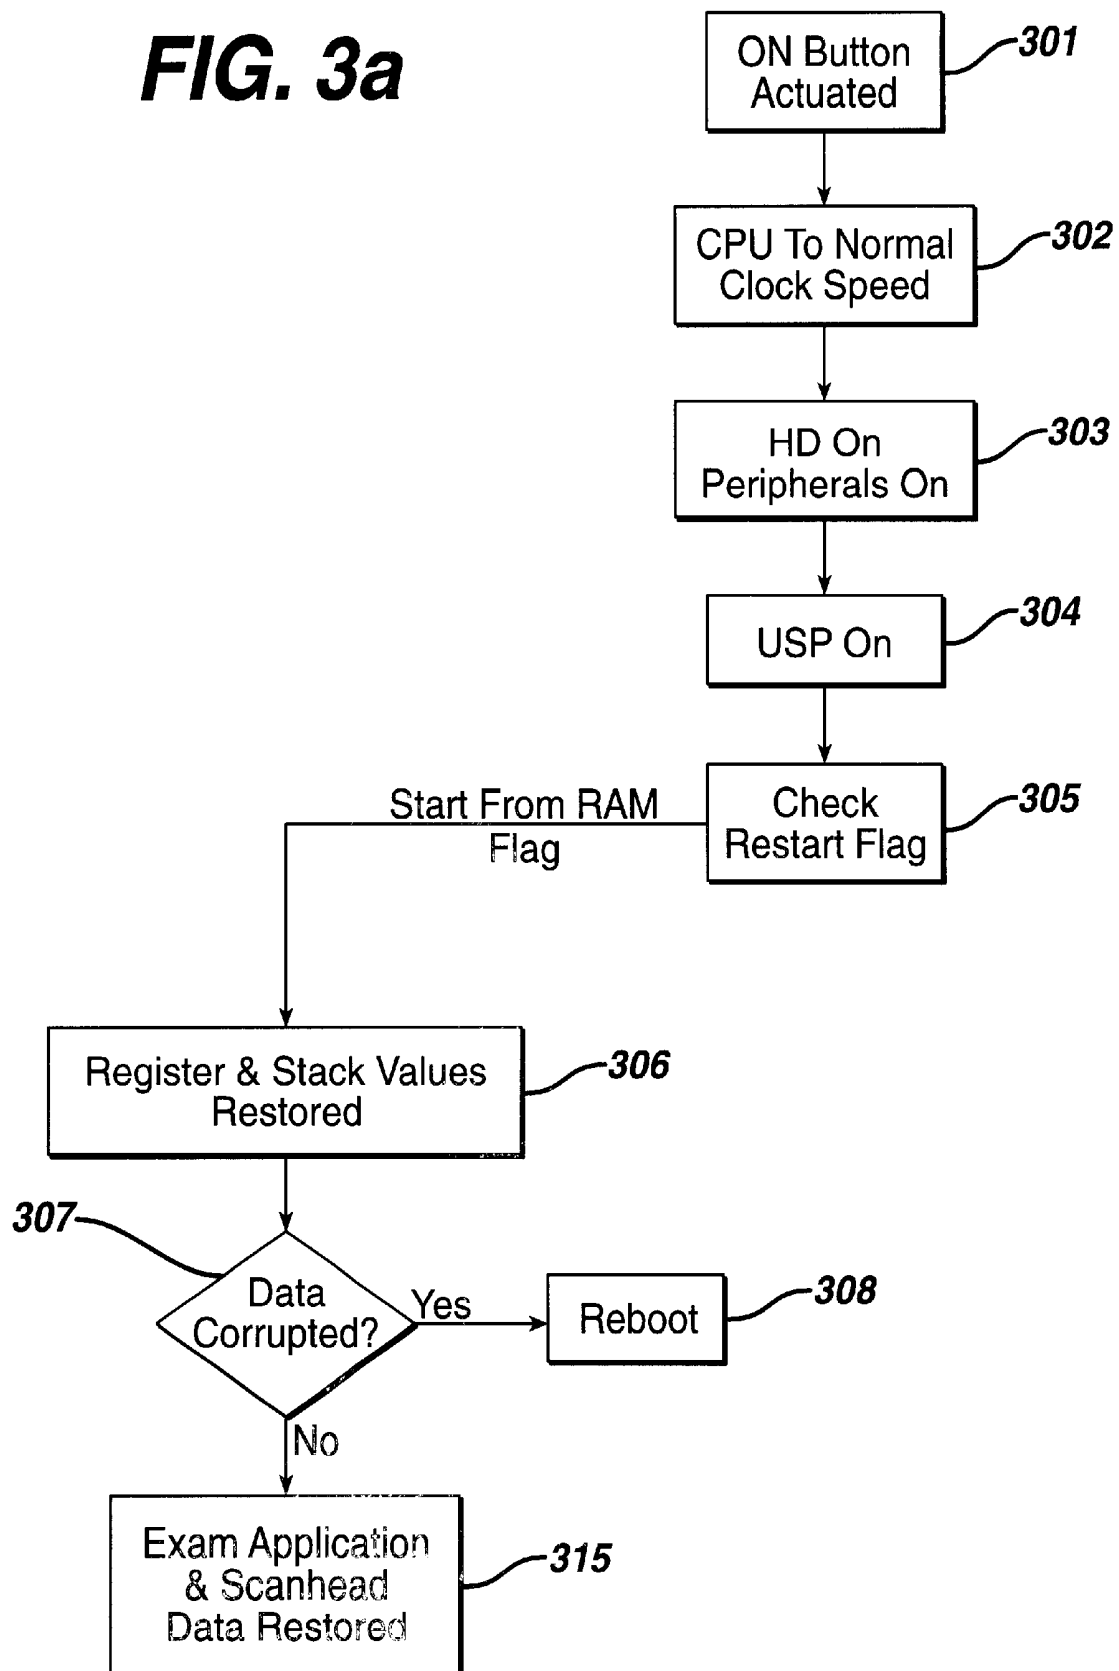 FIG. 3a
ON Button
Actuated
301
CPU To Normal
Clock Speed
302
HD On
Peripherals On
303
USP On
304
Check
Restart Flag
305
Start From RAM
Flag
Register & Stack Values
Restored
306
307
Data
Corrupted?
Yes
Reboot
308
No
Exam Application
& Scanhead
Data Restored
315